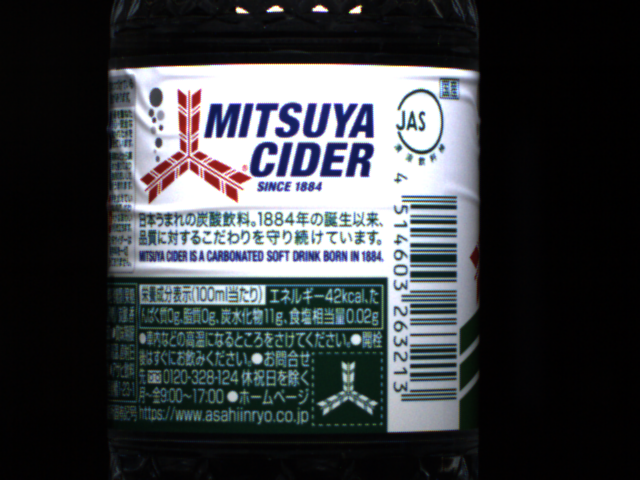 MITSUYA
CIDER
®
SINCE 1884
日本うまれの炭酸飲料。1884年の誕生以来、
品質に対するこだわりを守り続けています。
MITSUYA CIDER IS A CARBONATED SOFT DRINK BORN IN 1884.
栄養成分表示(100ml当たり) エネルギー42kcal、た
んぱく質0g、脂質0g、炭水化物11g、食塩相当量0.02g
●車内などの高温になるところをさけてください。●開栓
後はすぐにお飲みください。●お問合せ
先 0120-328-124 休祝日を除く
月~金9:00~17:00 ●ホームページ
https://www.asahiinryo.co.jp
国産
JAS
4 514603 263213